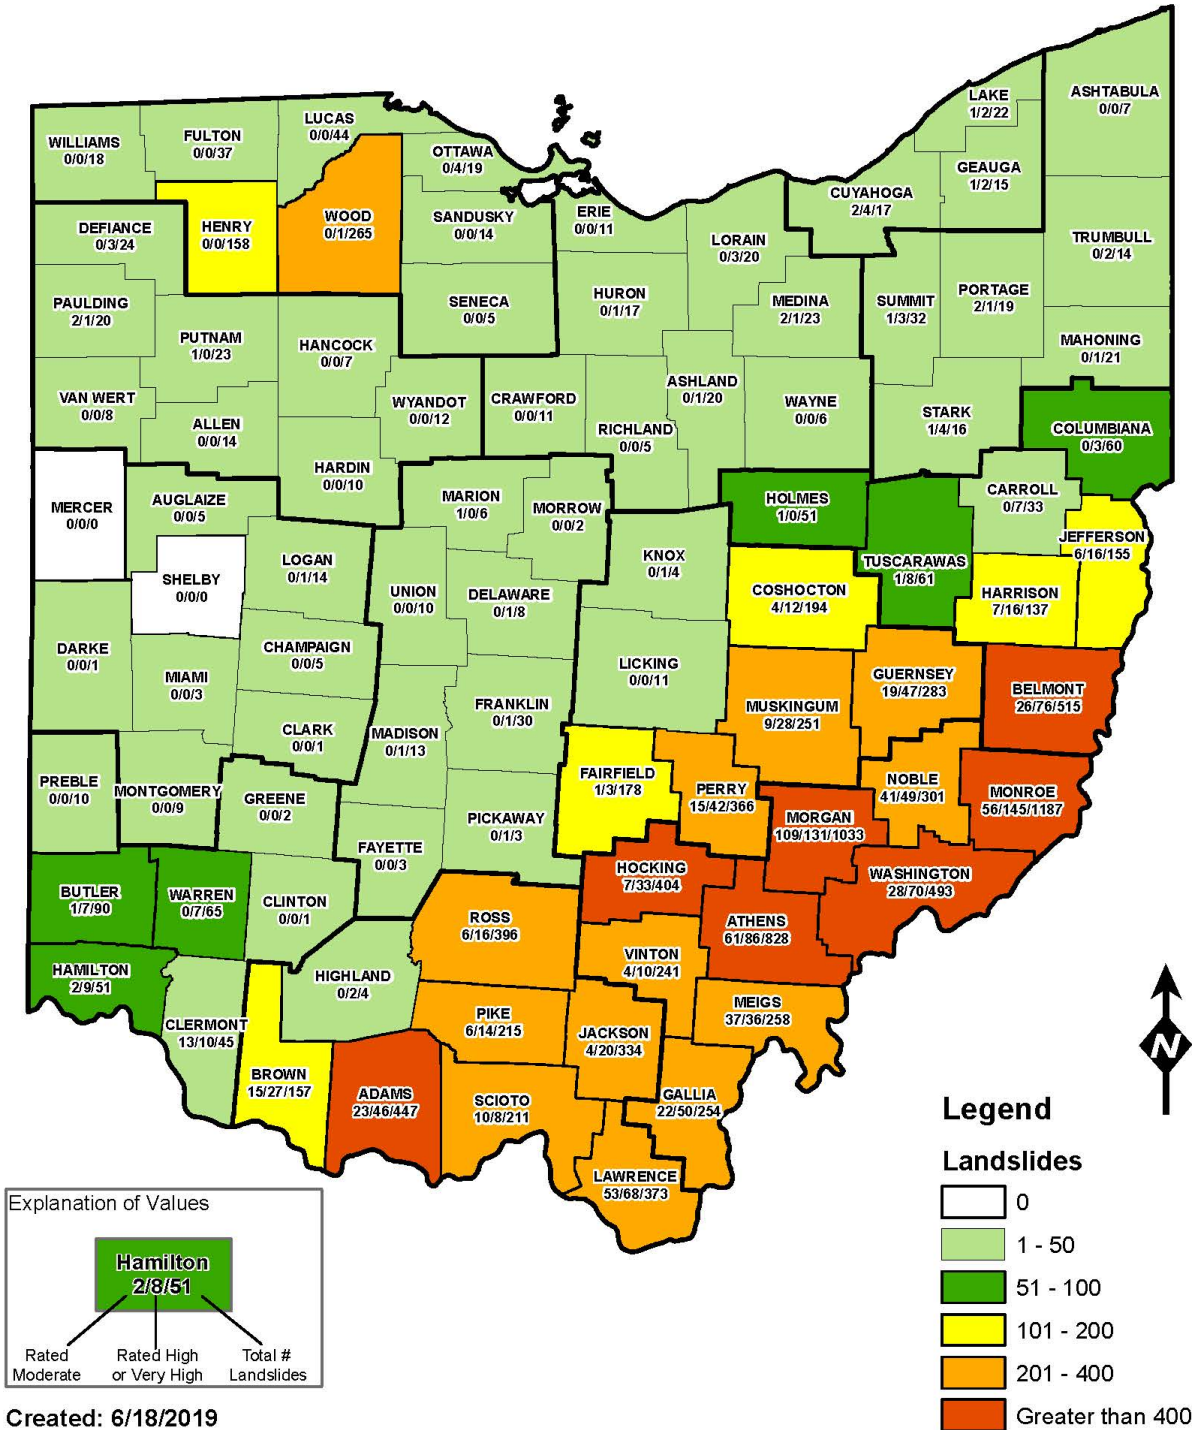 LAKE
1/2/22
ASHTABULA
0/0/7
LUCAS
0/0/44
FULTON
0/0/37
WILLIAMS
0/0/18
OTTAWA
0/4/19
GEAUGA
1/2/15
CUYAHOGA
2/4/17
DEFIANCE
0/3/24
HENRY
0/0/158
WOOD
0/1/265
SANDUSKY
0/0/14
ERIE
0/0/11
LORAIN
0/3/20
TRUMBULL
0/2/14
PAULDING
2/1/20
SENECA
0/0/5
HURON
0/1/17
MEDINA
2/1/23
SUMMIT
1/3/32
PORTAGE
2/1/19
PUTNAM
1/0/23
HANCOCK
0/0/7
MAHONING
0/1/21
VAN WERT
0/0/8
ALLEN
0/0/14
WYANDOT
0/0/12
CRAWFORD
0/0/11
RICHLAND
0/0/5
ASHLAND
0/1/20
WAYNE
0/0/6
STARK
1/4/16
COLUMBIANA
0/3/60
HARDIN
0/0/10
MERCER
0/0/0
AUGLAIZE
0/0/5
MARION
1/0/6
MORROW
0/0/2
HOLMES
1/0/51
CARROLL
0/7/33
JEFFERSON
6/16/155
LOGAN
0/1/14
SHELBY
0/0/0
UNION
0/0/10
DELAWARE
0/1/8
KNOX
0/1/4
COSHOCTON
4/12/194
TUSCARAWAS
1/8/61
HARRISON
7/16/137
DARKE
0/0/1
MIAMI
0/0/3
CHAMPAIGN
0/0/5
LICKING
0/0/11
MUSKINGUM
9/28/251
GUERNSEY
19/47/283
BELMONT
26/76/515
CLARK
0/0/1
MADISON
0/1/13
FRANKLIN
0/1/30
PREBLE
0/0/10
MONTGOMERY
0/0/9
GREENE
0/0/2
FAIRFIELD
1/3/178
PERRY
15/42/366
NOBLE
41/49/301
MONROE
56/145/1187
FAYETTE
0/0/3
PICKAWAY
0/1/3
MORGAN
109/131/1033
BUTLER
1/7/90
WARREN
0/7/65
CLINTON
0/0/1
HOCKING
7/33/404
WASHINGTON
28/70/493
ROSS
6/16/396
ATHENS
61/86/828
HAMILTON
2/9/51
HIGHLAND
0/2/4
VINTON
4/10/241
CLERMONT
13/10/45
PIKE
6/14/215
JACKSON
4/20/334
MEIGS
37/36/258
BROWN
15/27/157
ADAMS
23/46/447
SCIOTO
10/8/211
GALLIA
22/50/254
LAWRENCE
53/68/373
N
Explanation of Values
Hamilton
2/8/51
Rated
Moderate
Rated High
or Very High
Total #
Landslides
Created: 6/18/2019
Legend
Landslides
0
1 - 50
51 - 100
101 - 200
201 - 400
Greater than 400